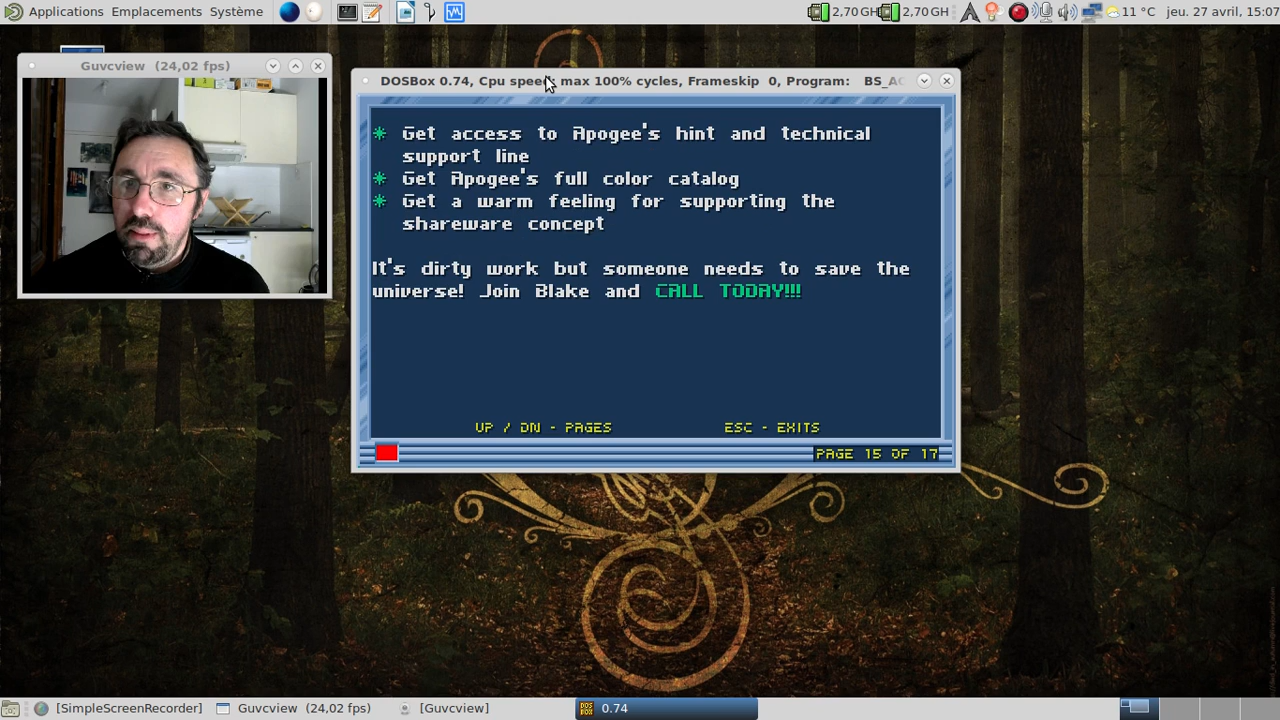 Applications Emplacements Système
2,70 GH 2,70 GH 11 °C jeu. 27 avril, 15:07
Guvcview (24,02 fps)
DOSBox 0.74, Cpu speed: max 100% cycles, Frameskip 0, Program: BS_AO
* Get access to Apogee's hint and technical
support line
* Get Apogee's full color catalog
* Get a warm feeling for supporting the
shareware concept
It's dirty work but someone needs to save the
universe! Join Blake and CALL TODAY!!!
UP / DN - PAGES ESC - EXITS
PAGE 15 OF 17
[SimpleScreenRecorder] Guvcview (24,02 fps) [Guvcview] DOS BOX 0.74